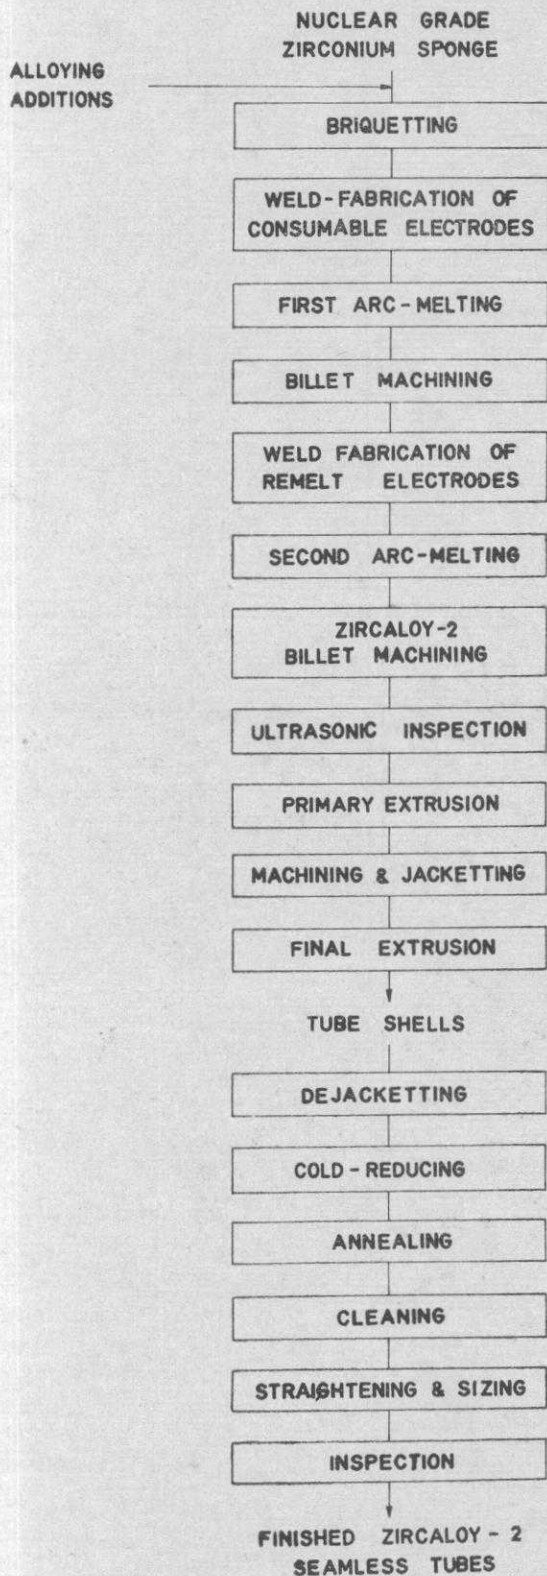 NUCLEAR GRADE
ZIRCONIUM SPONGE
ALLOYING
ADDITIONS
BRIQUETTING
WELD-FABRICATION OF
CONSUMABLE ELECTRODES
FIRST ARC-MELTING
BILLET MACHINING
WELD FABRICATION OF
REMELT ELECTRODES
SECOND ARC-MELTING
ZIRCALOY-2
BILLET MACHINING
ULTRASONIC INSPECTION
PRIMARY EXTRUSION
MACHINING & JACKETTING
FINAL EXTRUSION
TUBE SHELLS
DEJACKETTING
COLD-REDUCING
ANNEALING
CLEANING
STRAIGHTENING & SIZING
INSPECTION
FINISHED ZIRCALOY-2
SEAMLESS TUBES